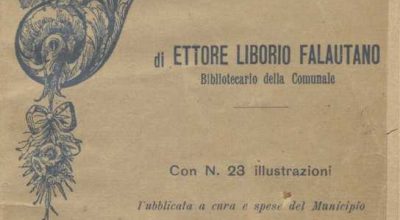 di ETTORE LIBORIO FALAUTANO
Bibliotecario della Comunale
Con N. 23 illustrazioni
Pubblicata a cura e spese del Municipio